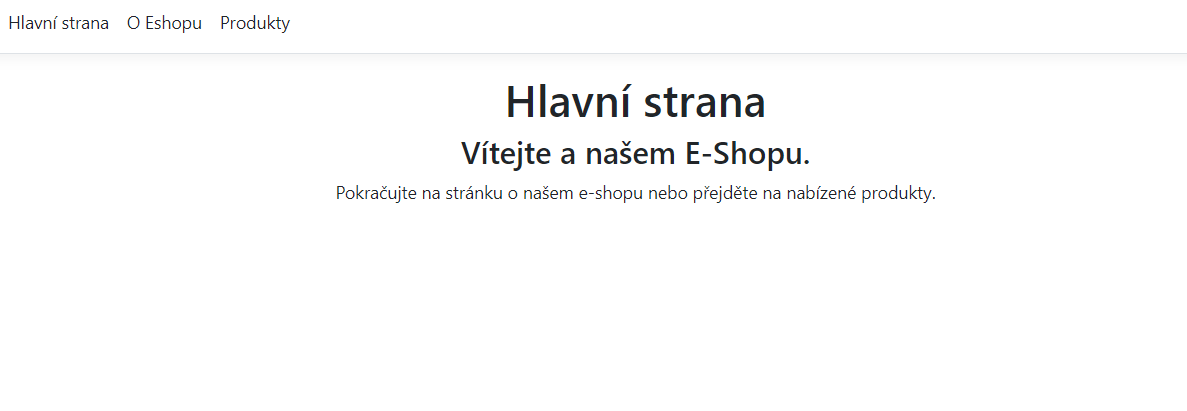 Hlavní strana O Eshopu Produkty
Hlavní strana
Vítejte a našem E-Shopu.
Pokračujte na stránku o našem e-shopu nebo přejděte na nabízené produkty.